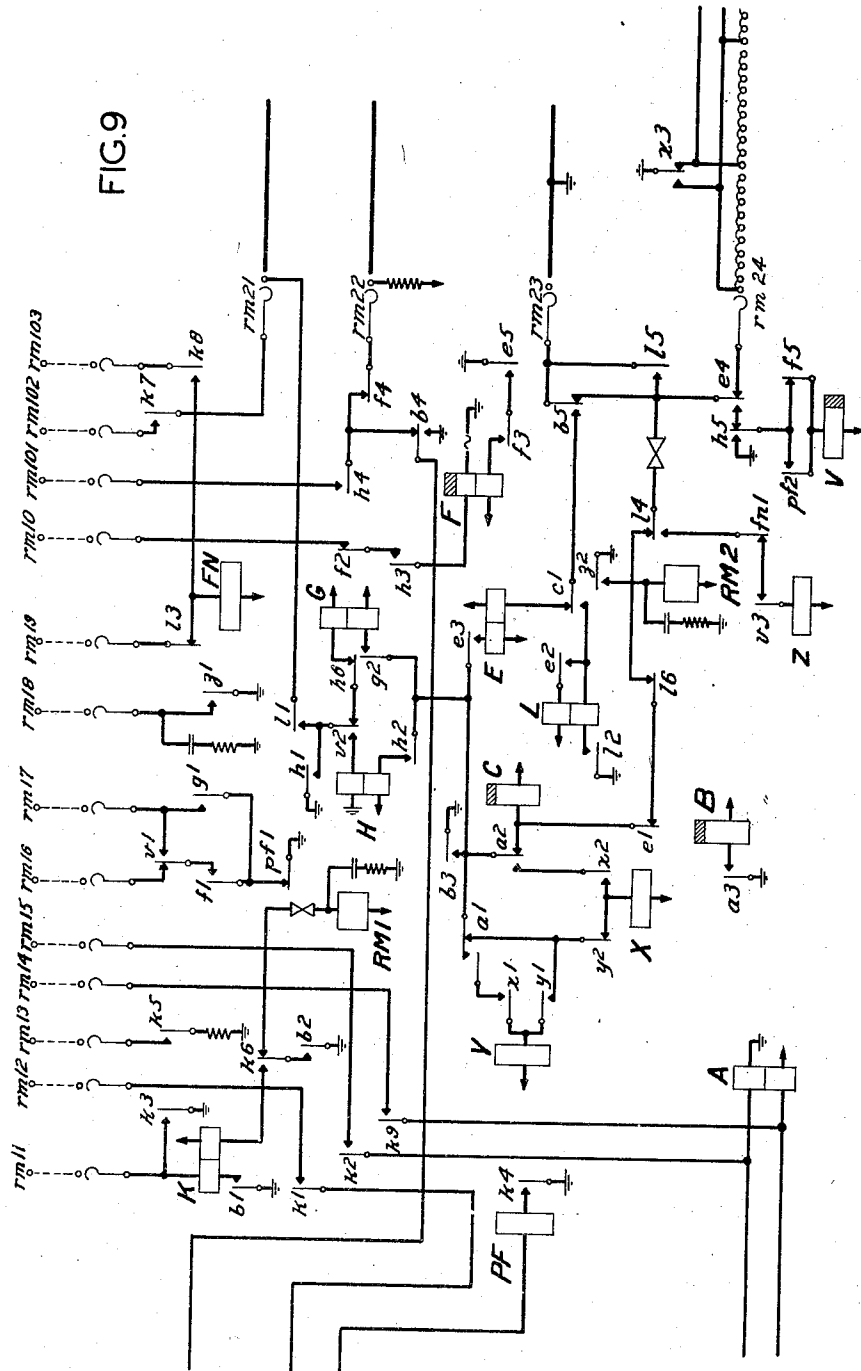 FIG.9
rm11
rm12
rm13
rm14
rm15
rm16
rm17
rm18
rm19
rm10
rm101
rm102
rm103
k3
k5
K
b1
k6
b2
k1
k2
k9
RM1
v1
g1
f1
pf1
z1
l3
FN
k7
k8
rm21
l1
h1
v2
h6
G
g2
H
h2
f2
h3
h4
f4
rm22
b4
F
f3
e5
PF
k4
A
Y
x1
y1
a1
b3
a2
C
x2
y2
X
a3
B
e1
l6
L
l2
e2
e3
E
c1
z2
RM2
l4
fn1
v3
Z
b5
rm23
l5
e4
h5
pf2
f5
V
rm24
x3